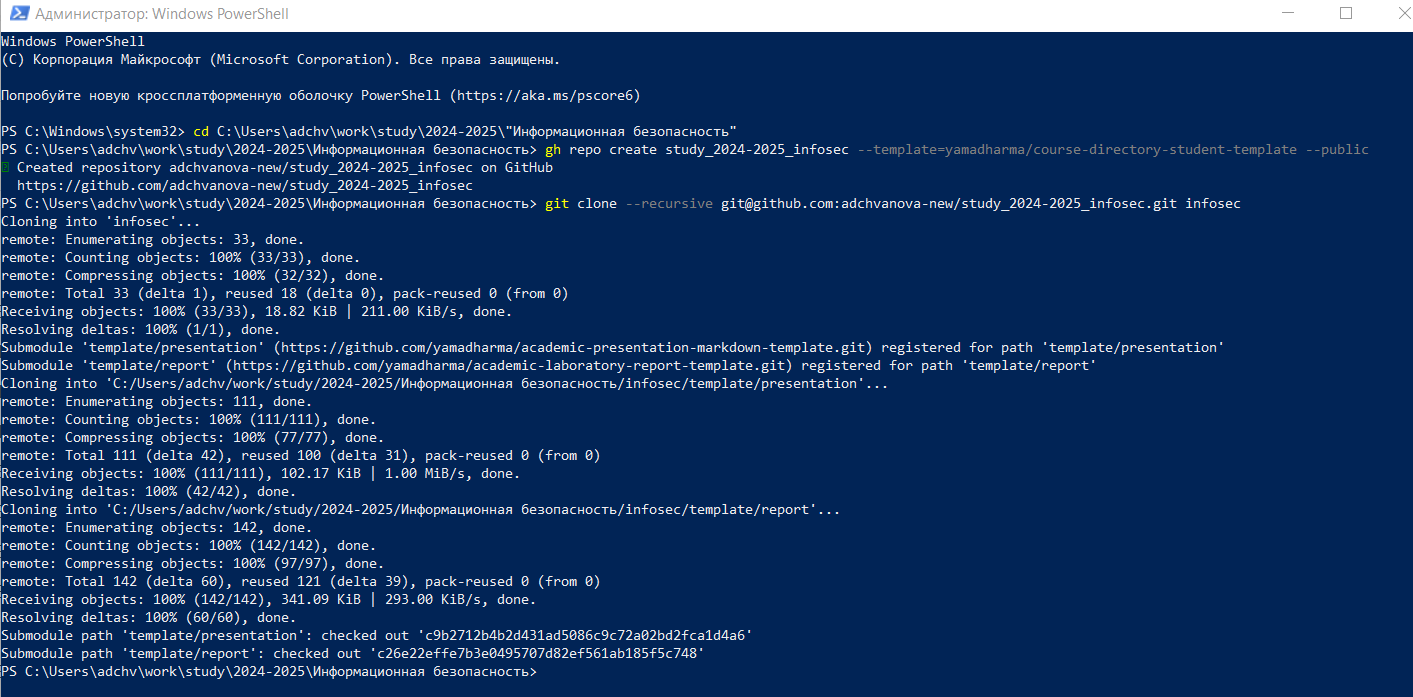 Администратор: Windows PowerShell
Windows PowerShell
(C) Корпорация Майкрософт (Microsoft Corporation). Все права защищены.
Попробуйте новую кроссплатформенную оболочку PowerShell (https://aka.ms/pscore6)
PS C:\Windows\system32> cd C:\Users\adchv\work\study\2024-2025\"Информационная безопасность"
PS C:\Users\adchv\work\study\2024-2025\Информационная безопасность> gh repo create study_2024-2025_infosec --template=yamadharma/course-directory-student-template --public
Created repository adchvanova-new/study_2024-2025_infosec on GitHub
https://github.com/adchvanova-new/study_2024-2025_infosec
PS C:\Users\adchv\work\study\2024-2025\Информационная безопасность> git clone --recursive git@github.com:adchvanova-new/study_2024-2025_infosec.git infosec
Cloning into 'infosec'...
remote: Enumerating objects: 33, done.
remote: Counting objects: 100% (33/33), done.
remote: Compressing objects: 100% (32/32), done.
remote: Total 33 (delta 1), reused 18 (delta 0), pack-reused 0 (from 0)
Receiving objects: 100% (33/33), 18.82 KiB | 211.00 KiB/s, done.
Resolving deltas: 100% (1/1), done.
Submodule 'template/presentation' (https://github.com/yamadharma/academic-presentation-markdown-template.git) registered for path 'template/presentation'
Submodule 'template/report' (https://github.com/yamadharma/academic-laboratory-report-template.git) registered for path 'template/report'
Cloning into 'C:/Users/adchv/work/study/2024-2025/Информационная безопасность/infosec/template/presentation'...
remote: Enumerating objects: 111, done.
remote: Counting objects: 100% (111/111), done.
remote: Compressing objects: 100% (77/77), done.
remote: Total 111 (delta 42), reused 100 (delta 31), pack-reused 0 (from 0)
Receiving objects: 100% (111/111), 102.17 KiB | 1.00 MiB/s, done.
Resolving deltas: 100% (42/42), done.
Cloning into 'C:/Users/adchv/work/study/2024-2025/Информационная безопасность/infosec/template/report'...
remote: Enumerating objects: 142, done.
remote: Counting objects: 100% (142/142), done.
remote: Compressing objects: 100% (97/97), done.
remote: Total 142 (delta 60), reused 121 (delta 39), pack-reused 0 (from 0)
Receiving objects: 100% (142/142), 341.09 KiB | 293.00 KiB/s, done.
Resolving deltas: 100% (60/60), done.
Submodule path 'template/presentation': checked out 'c9b2712b4b2d431ad5086c9c72a02bd2fca1d4a6'
Submodule path 'template/report': checked out 'c26e22effe7b3e0495707d82ef561ab185f5c748'
PS C:\Users\adchv\work\study\2024-2025\Информационная безопасность>